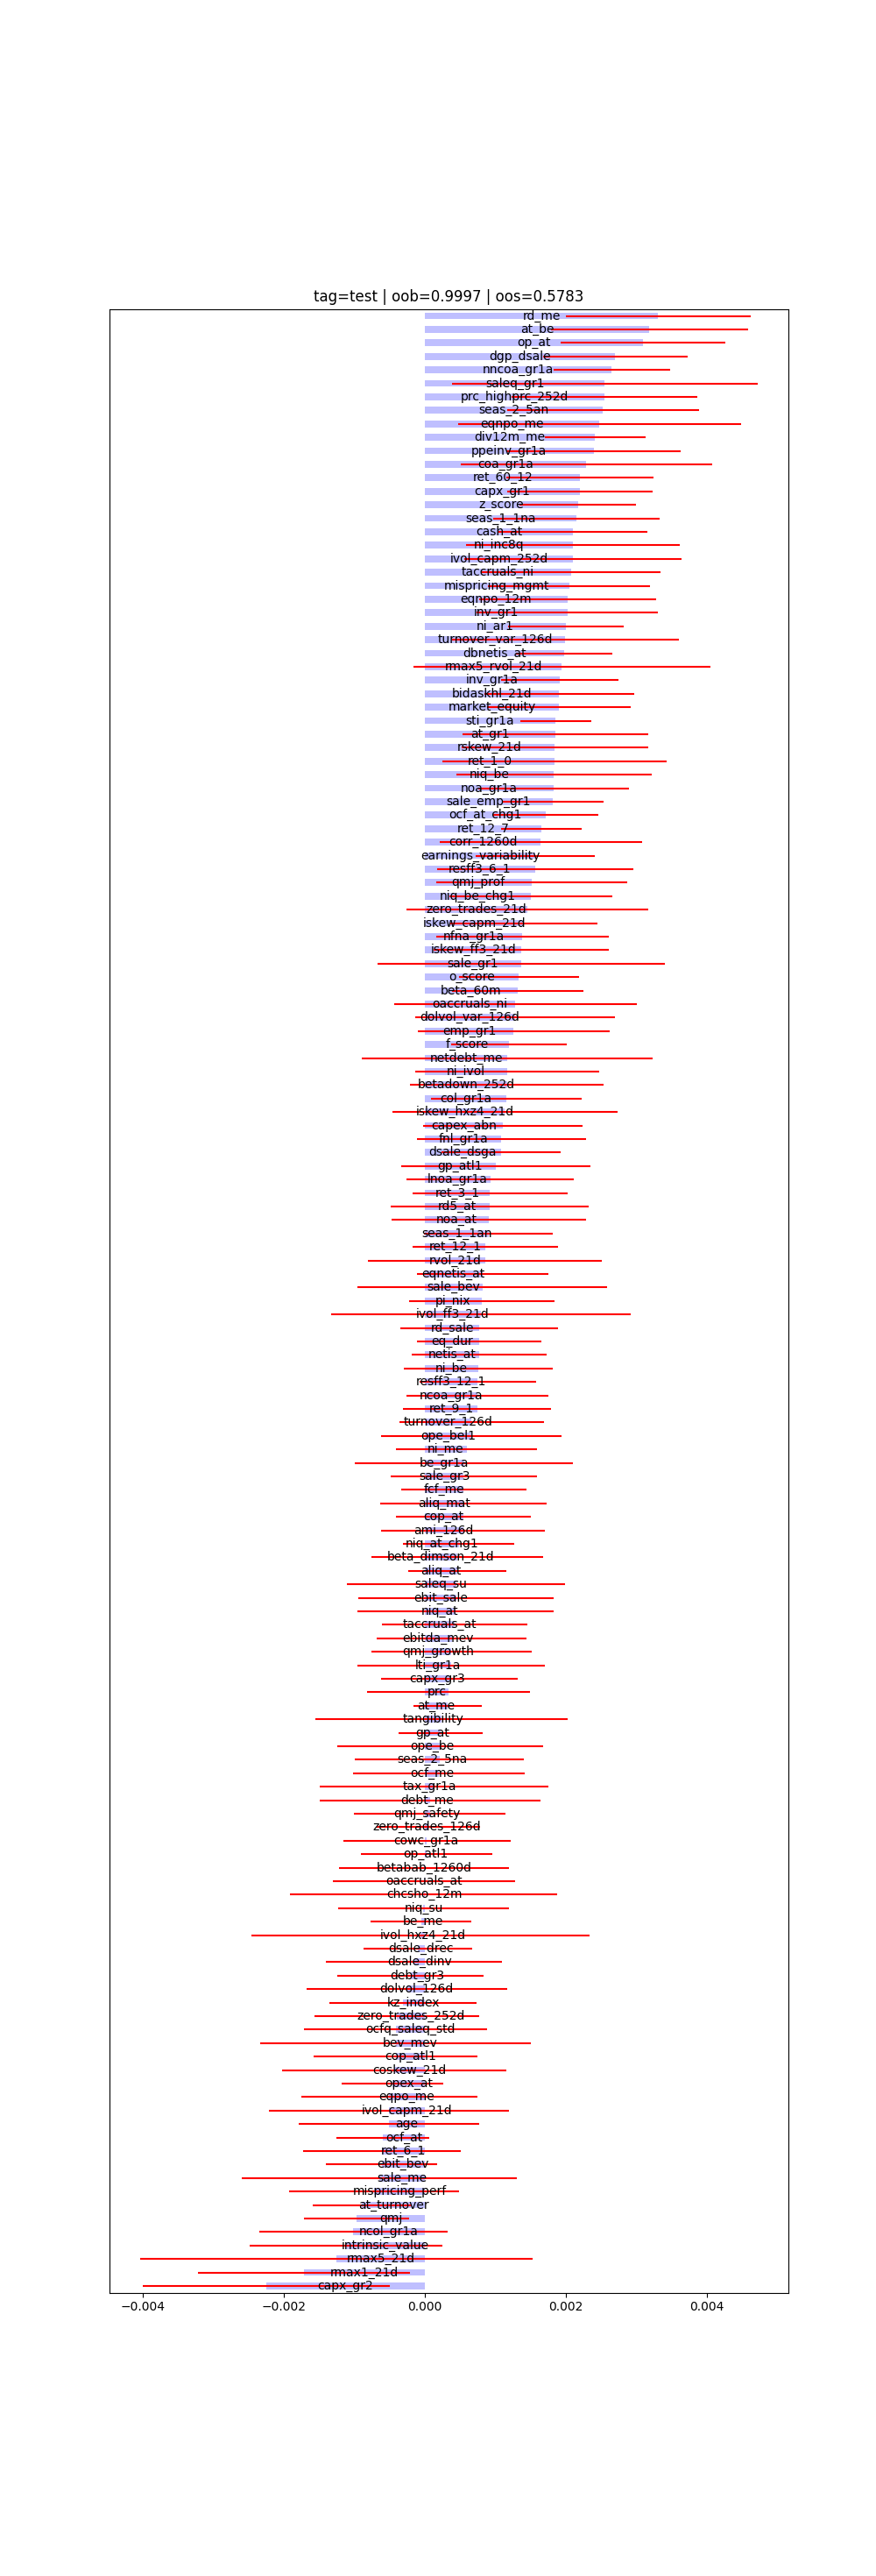 tag=test | oob=0.9997 | oos=0.5783
rd_me
at_be
op_at
dgp_dsale
nncoa_gr1a
saleq_gr1
prc_highprc_252d
seas_2_5an
eqnpo_me
div12m_me
ppeinv_gr1a
coa_gr1a
ret_60_12
capx_gr1
z_score
seas_1_1na
cash_at
ni_inc8q
ivol_capm_252d
taccruals_ni
mispricing_mgmt
eqnpo_12m
inv_gr1
ni_ar1
turnover_var_126d
dbnetis_at
rmax5_rvol_21d
inv_gr1a
bidaskhl_21d
market_equity
sti_gr1a
at_gr1
rskew_21d
ret_1_0
niq_be
noa_gr1a
sale_emp_gr1
ocf_at_chg1
ret_12_7
corr_1260d
earnings_variability
resff3_6_1
qmj_prof
niq_be_chg1
zero_trades_21d
iskew_capm_21d
nfna_gr1a
iskew_ff3_21d
sale_gr1
o_score
beta_60m
oaccruals_ni
dolvol_var_126d
emp_gr1
f_score
netdebt_me
ni_ivol
betadown_252d
col_gr1a
iskew_hxz4_21d
capex_abn
fnl_gr1a
dsale_dsga
gp_atl1
lnoa_gr1a
ret_3_1
rd5_at
noa_at
seas_1_1an
ret_12_1
rvol_21d
eqnetis_at
sale_bev
pi_nix
ivol_ff3_21d
rd_sale
eq_dur
netis_at
ni_be
resff3_12_1
ncoa_gr1a
ret_9_1
turnover_126d
ope_bel1
ni_me
be_gr1a
sale_gr3
fcf_me
aliq_mat
cop_at
ami_126d
niq_at_chg1
beta_dimson_21d
aliq_at
saleq_su
ebit_sale
niq_at
taccruals_at
ebitda_mev
qmj_growth
lti_gr1a
capx_gr3
prc
at_me
tangibility
gp_at
ope_be
seas_2_5na
ocf_me
tax_gr1a
debt_me
qmj_safety
zero_trades_126d
cowc_gr1a
op_atl1
betabab_1260d
oaccruals_at
chcsho_12m
niq_su
be_me
ivol_hxz4_21d
dsale_drec
dsale_dinv
debt_gr3
dolvol_126d
kz_index
zero_trades_252d
ocfq_saleq_std
bev_mev
cop_atl1
coskew_21d
opex_at
eqpo_me
ivol_capm_21d
age
ocf_at
ret_6_1
ebit_bev
sale_me
mispricing_perf
at_turnover
qmj
ncol_gr1a
intrinsic_value
rmax5_21d
rmax1_21d
capx_gr2
−0.004 −0.002 0.000 0.002 0.004